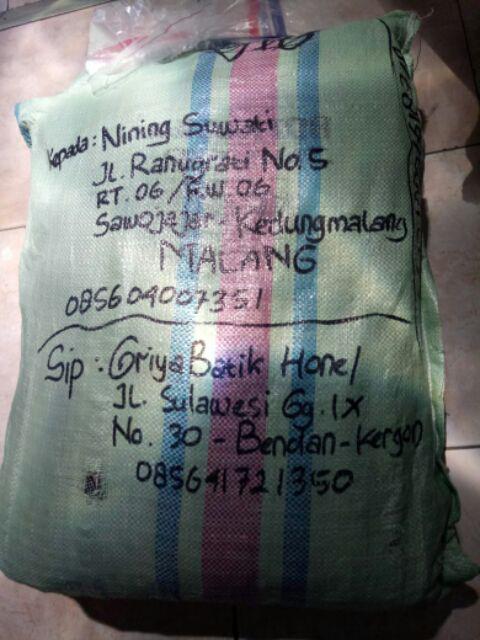 Kepada : Nining Suwaki
JL. Ranugrati No. 5
RT. 06 / RW. 06
Sawojajar - Kedungmalang
MALANG
085604007351
Sip : Griya Batik Hone/
JL. Sulawesi Gg. IX
No. 30 - Bendan - Kergon
085641721350